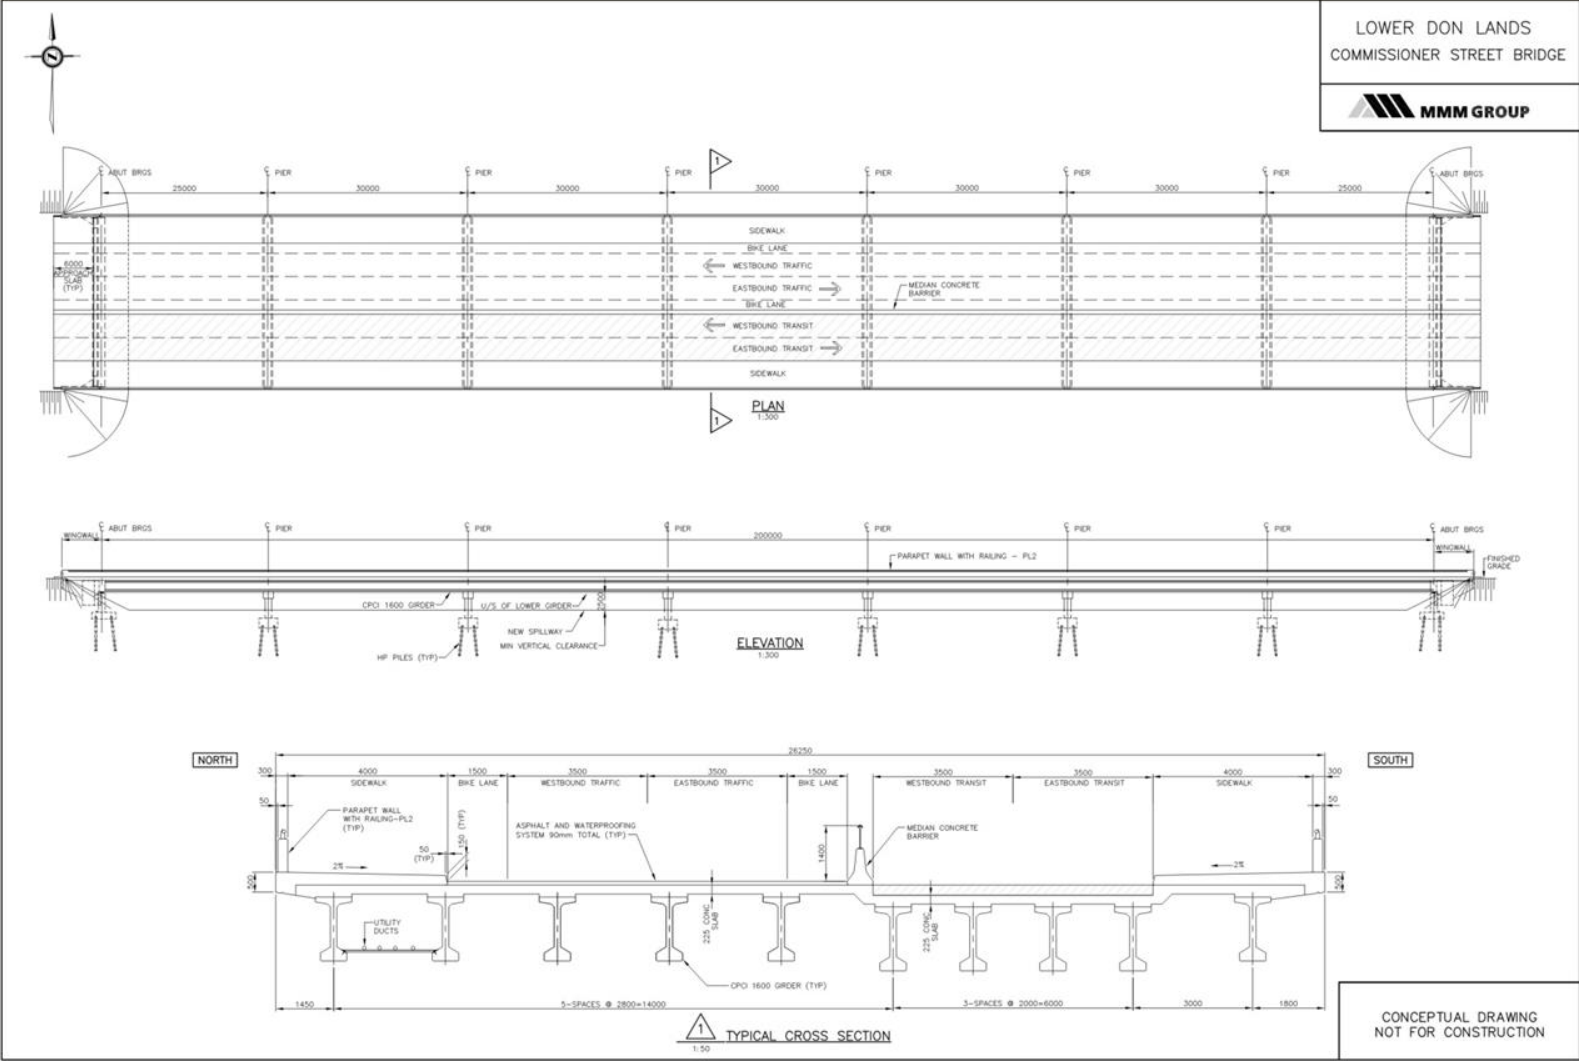 LOWER DON LANDS
COMMISSIONER STREET BRIDGE
MMM GROUP
N
1
℄ ABUT BRGS
℄ PIER
℄ PIER
℄ PIER
℄ PIER
℄ PIER
℄ PIER
℄ ABUT BRGS
25000
30000
30000
30000
30000
30000
25000
SIDEWALK
BIKE LANE
WESTBOUND TRAFFIC
EASTBOUND TRAFFIC
MEDIAN CONCRETE
BARRIER
BIKE LANE
WESTBOUND TRANSIT
EASTBOUND TRANSIT
SIDEWALK
6000
APPROACH
SLAB
(TYP)
1
PLAN
1:300
℄ ABUT BRGS
℄ PIER
℄ PIER
℄ PIER
℄ PIER
℄ PIER
℄ PIER
℄ ABUT BRGS
WINGWALL
200000
WINGWALL
PARAPET WALL WITH RAILING - PL2
FINISHED
GRADE
CPCI 1600 GIRDER
U/S OF LOWER GIRDER
2500
NEW SPILLWAY
MIN VERTICAL CLEARANCE
HP PILES (TYP)
ELEVATION
1:300
NORTH
SOUTH
26250
300
4000
SIDEWALK
1500
BIKE LANE
3500
WESTBOUND TRAFFIC
3500
EASTBOUND TRAFFIC
1500
BIKE LANE
3500
WESTBOUND TRANSIT
3500
EASTBOUND TRANSIT
4000
SIDEWALK
300
50
50
PARAPET WALL
WITH RAILING-PL2
(TYP)
50
(TYP)
150 (TYP)
ASPHALT AND WATERPROOFING
SYSTEM 90mm TOTAL (TYP)
1400
MEDIAN CONCRETE
BARRIER
2%
2%
500
500
225 CONC
SLAB
225 CONC
SLAB
UTILITY
DUCTS
CPCI 1600 GIRDER (TYP)
1450
5-SPACES @ 2800=14000
3-SPACES @ 2000=6000
3000
1800
1
TYPICAL CROSS SECTION
1:50
CONCEPTUAL DRAWING
NOT FOR CONSTRUCTION